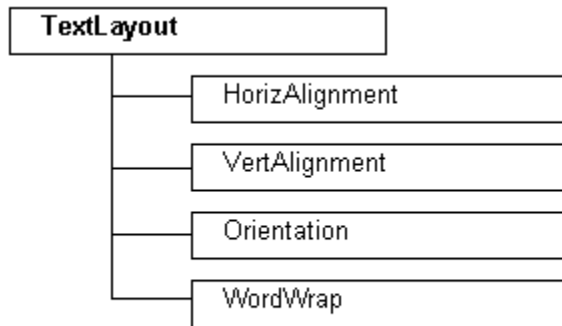 TextLayout
HorizAlignment
VertAlignment
Orientation
WordWrap